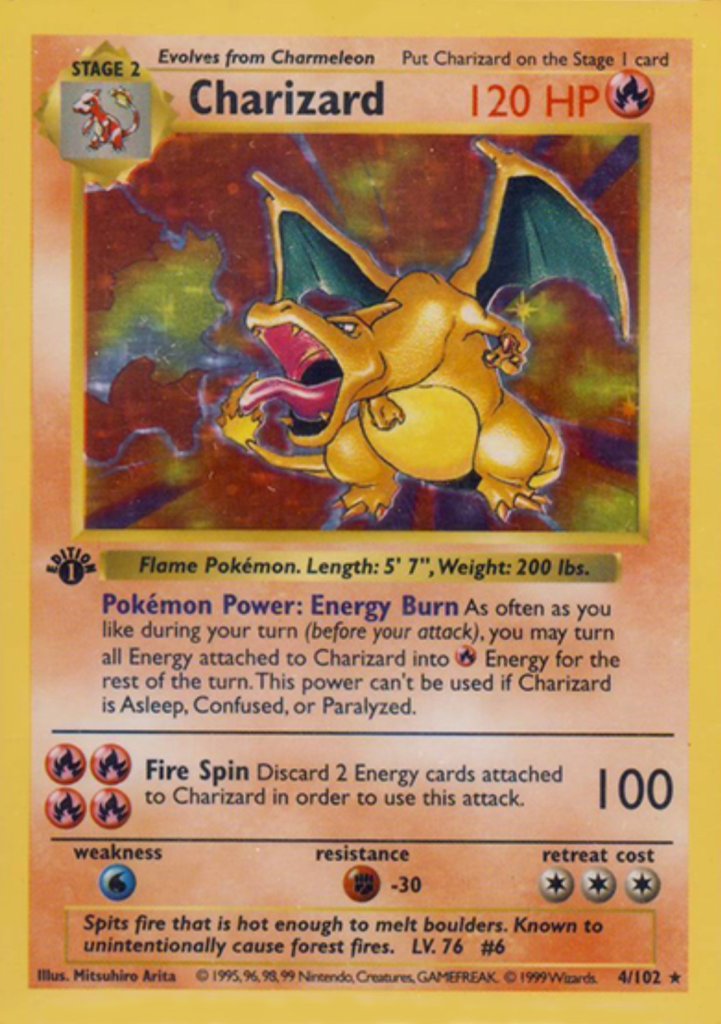 Evolves from Charmeleon Put Charizard on the Stage 1 card
STAGE 2
Charizard 120 HP
EDITION
1
Flame Pokémon. Length: 5' 7", Weight: 200 lbs.
Pokémon Power: Energy Burn As often as you
like during your turn (before your attack), you may turn
all Energy attached to Charizard into Energy for the
rest of the turn. This power can't be used if Charizard
is Asleep, Confused, or Paralyzed.
Fire Spin Discard 2 Energy cards attached
to Charizard in order to use this attack.
100
weakness resistance retreat cost
-30
Spits fire that is hot enough to melt boulders. Known to
unintentionally cause forest fires. LV. 76 #6
Illus. Mitsuhiro Arita © 1995, 96, 98, 99 Nintendo, Creatures, GAMEFREAK. © 1999 Wizards. 4/102 ★